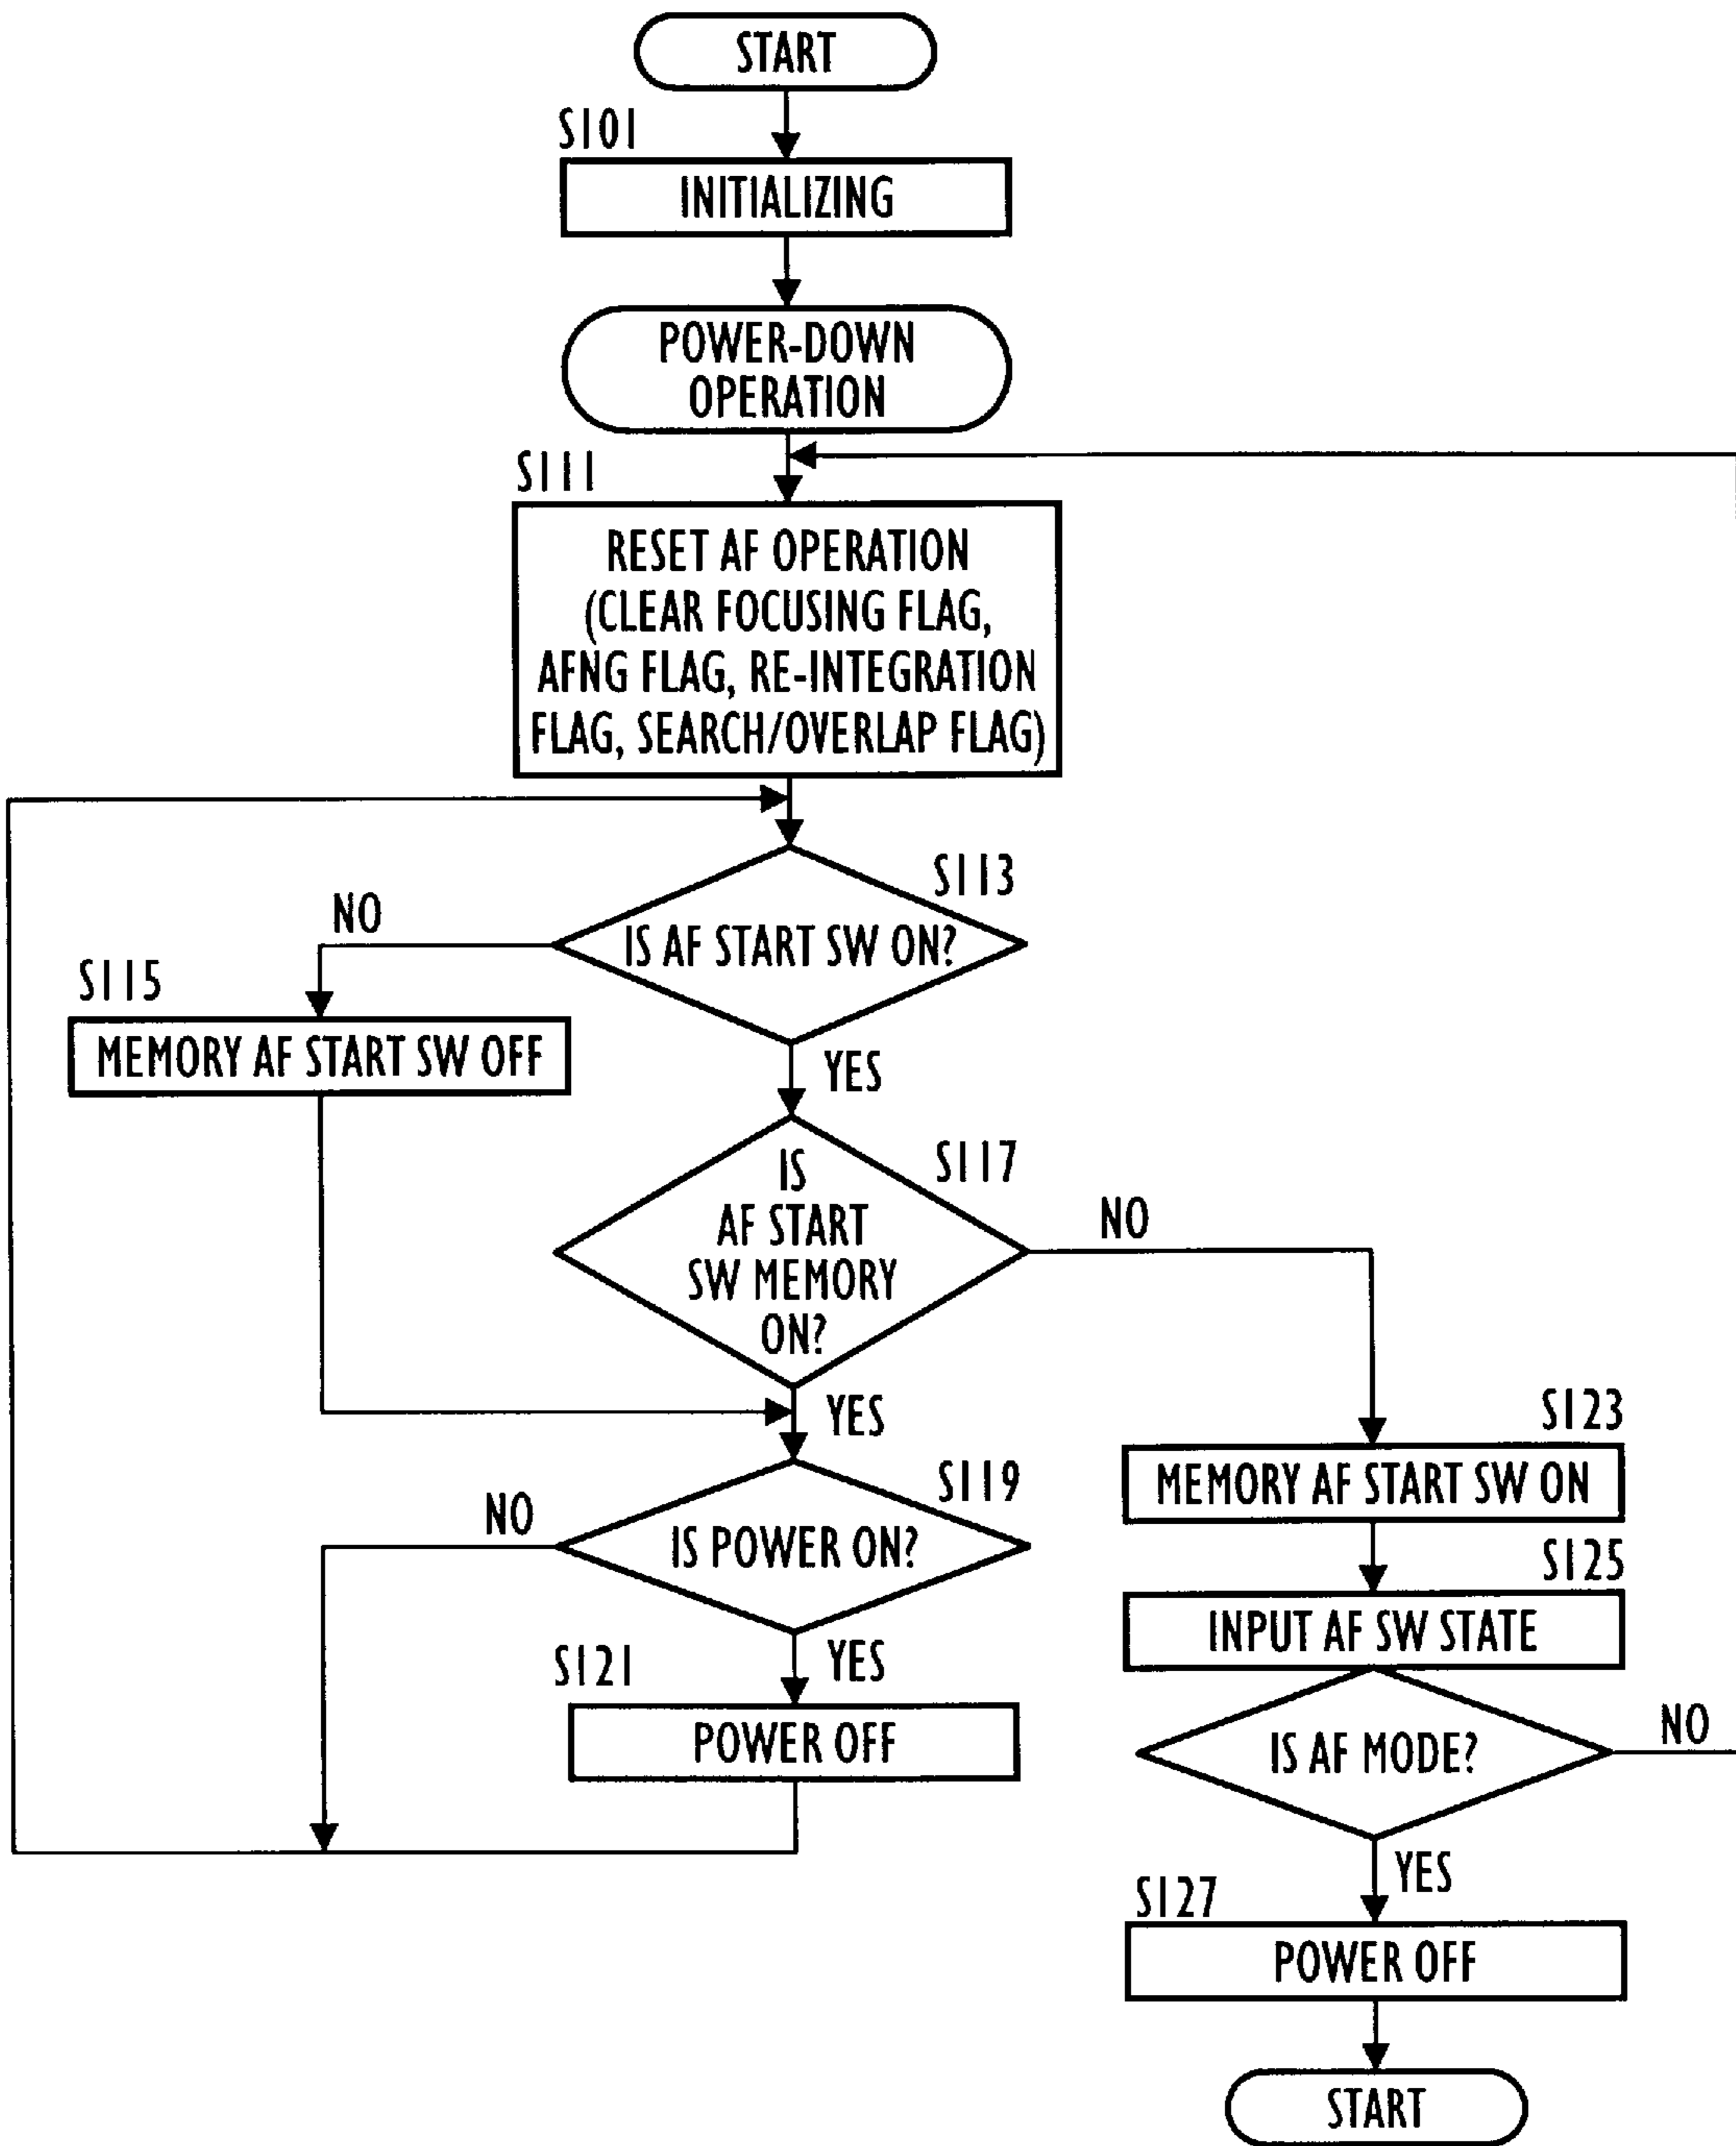 START
S101
INITIALIZING
POWER-DOWN
OPERATION
S111
RESET AF OPERATION
(CLEAR FOCUSING FLAG,
AFNG FLAG, RE-INTEGRATION
FLAG, SEARCH/OVERLAP FLAG)
S113
NO
IS AF START SW ON?
S115
MEMORY AF START SW OFF
YES
S117
IS
AF START
SW MEMORY
ON?
NO
YES
S123
MEMORY AF START SW ON
S119
NO
IS POWER ON?
S125
INPUT AF SW STATE
YES
S121
POWER OFF
IS AF MODE?
NO
YES
S127
POWER OFF
START